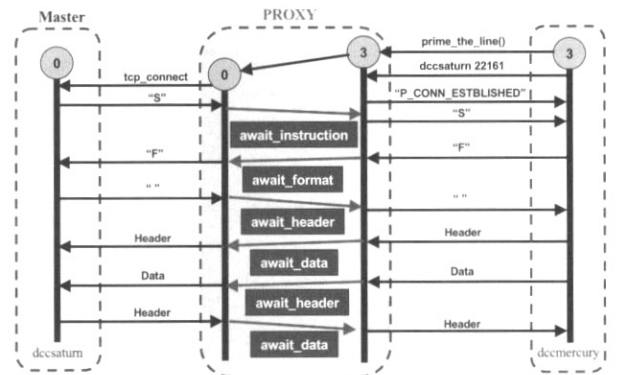 Master
PROXY
0
0
3
3
prime_the_line()
tcp_connect
dccsaturn 22161
"S"
"P_CONN_ESTBLISHED"
"S"
await_instruction
"F"
"F"
await_format
" "
" "
await_header
Header
Header
await_data
Data
Data
await_header
Header
Header
await_data
dccsaturn
dccmercury